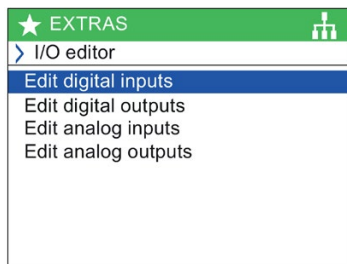 EXTRAS
I/O editor
Edit digital inputs
Edit digital outputs
Edit analog inputs
Edit analog outputs